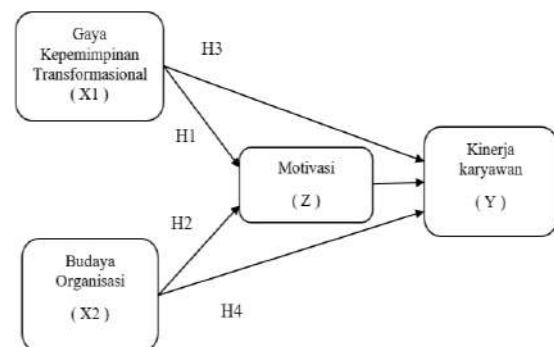 Gaya
Kepemimpinan
Transformasional
( X1 )
H3
H1
Motivasi
( Z )
Kinerja
karyawan
( Y )
H2
Budaya
Organisasi
( X2 )
H4